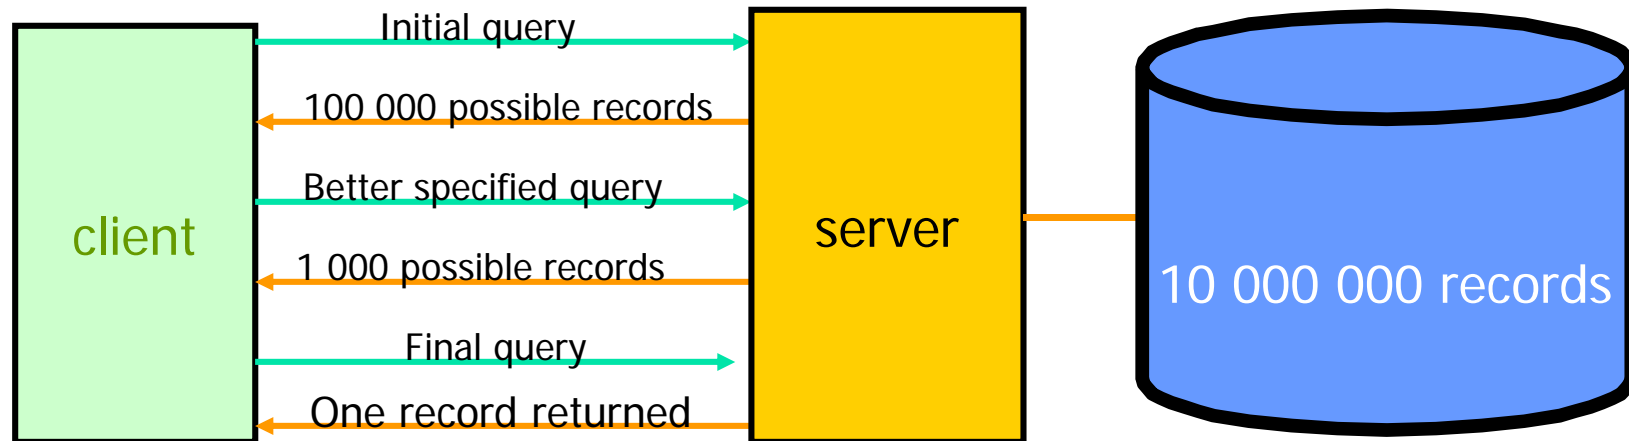 Initial query
100 000 possible records
Better specified query
client
server
1 000 possible records
10 000 000 records
Final query
One record returned